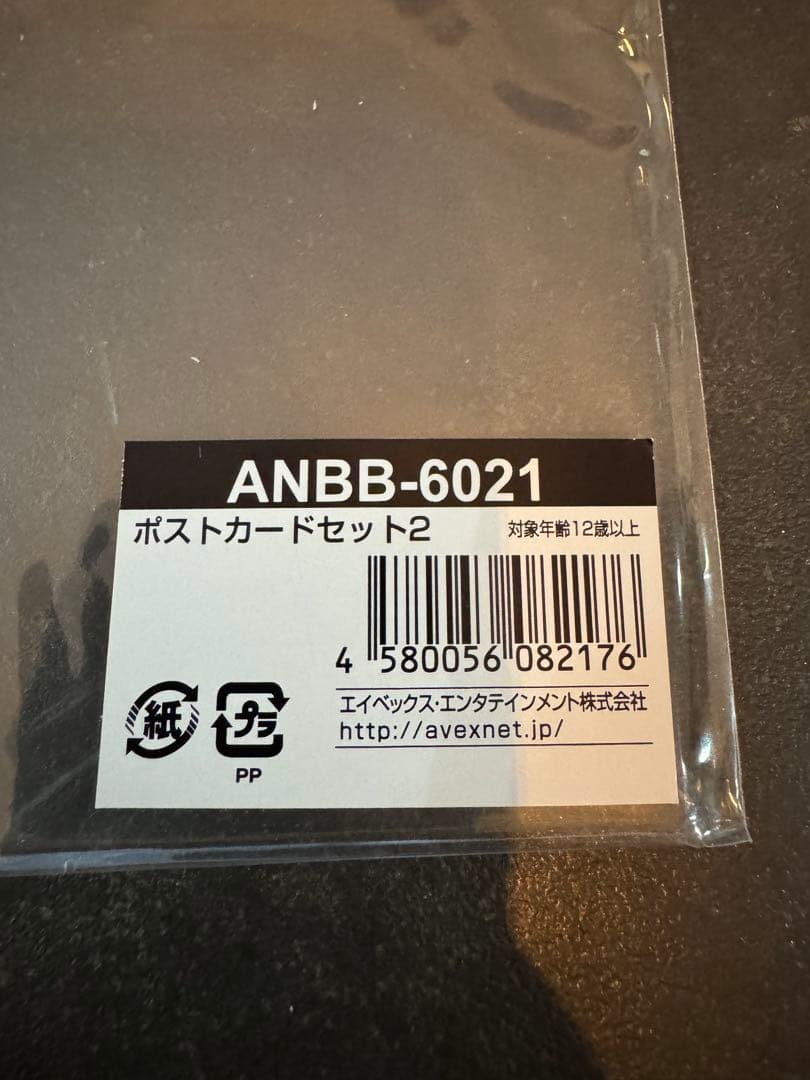 ANBB-6021
ポストカードセット2
対象年齢12歳以上
4 580056 082176
紙
プラ
PP
エイベックス・エンタテインメント株式会社
http://avexnet.jp/